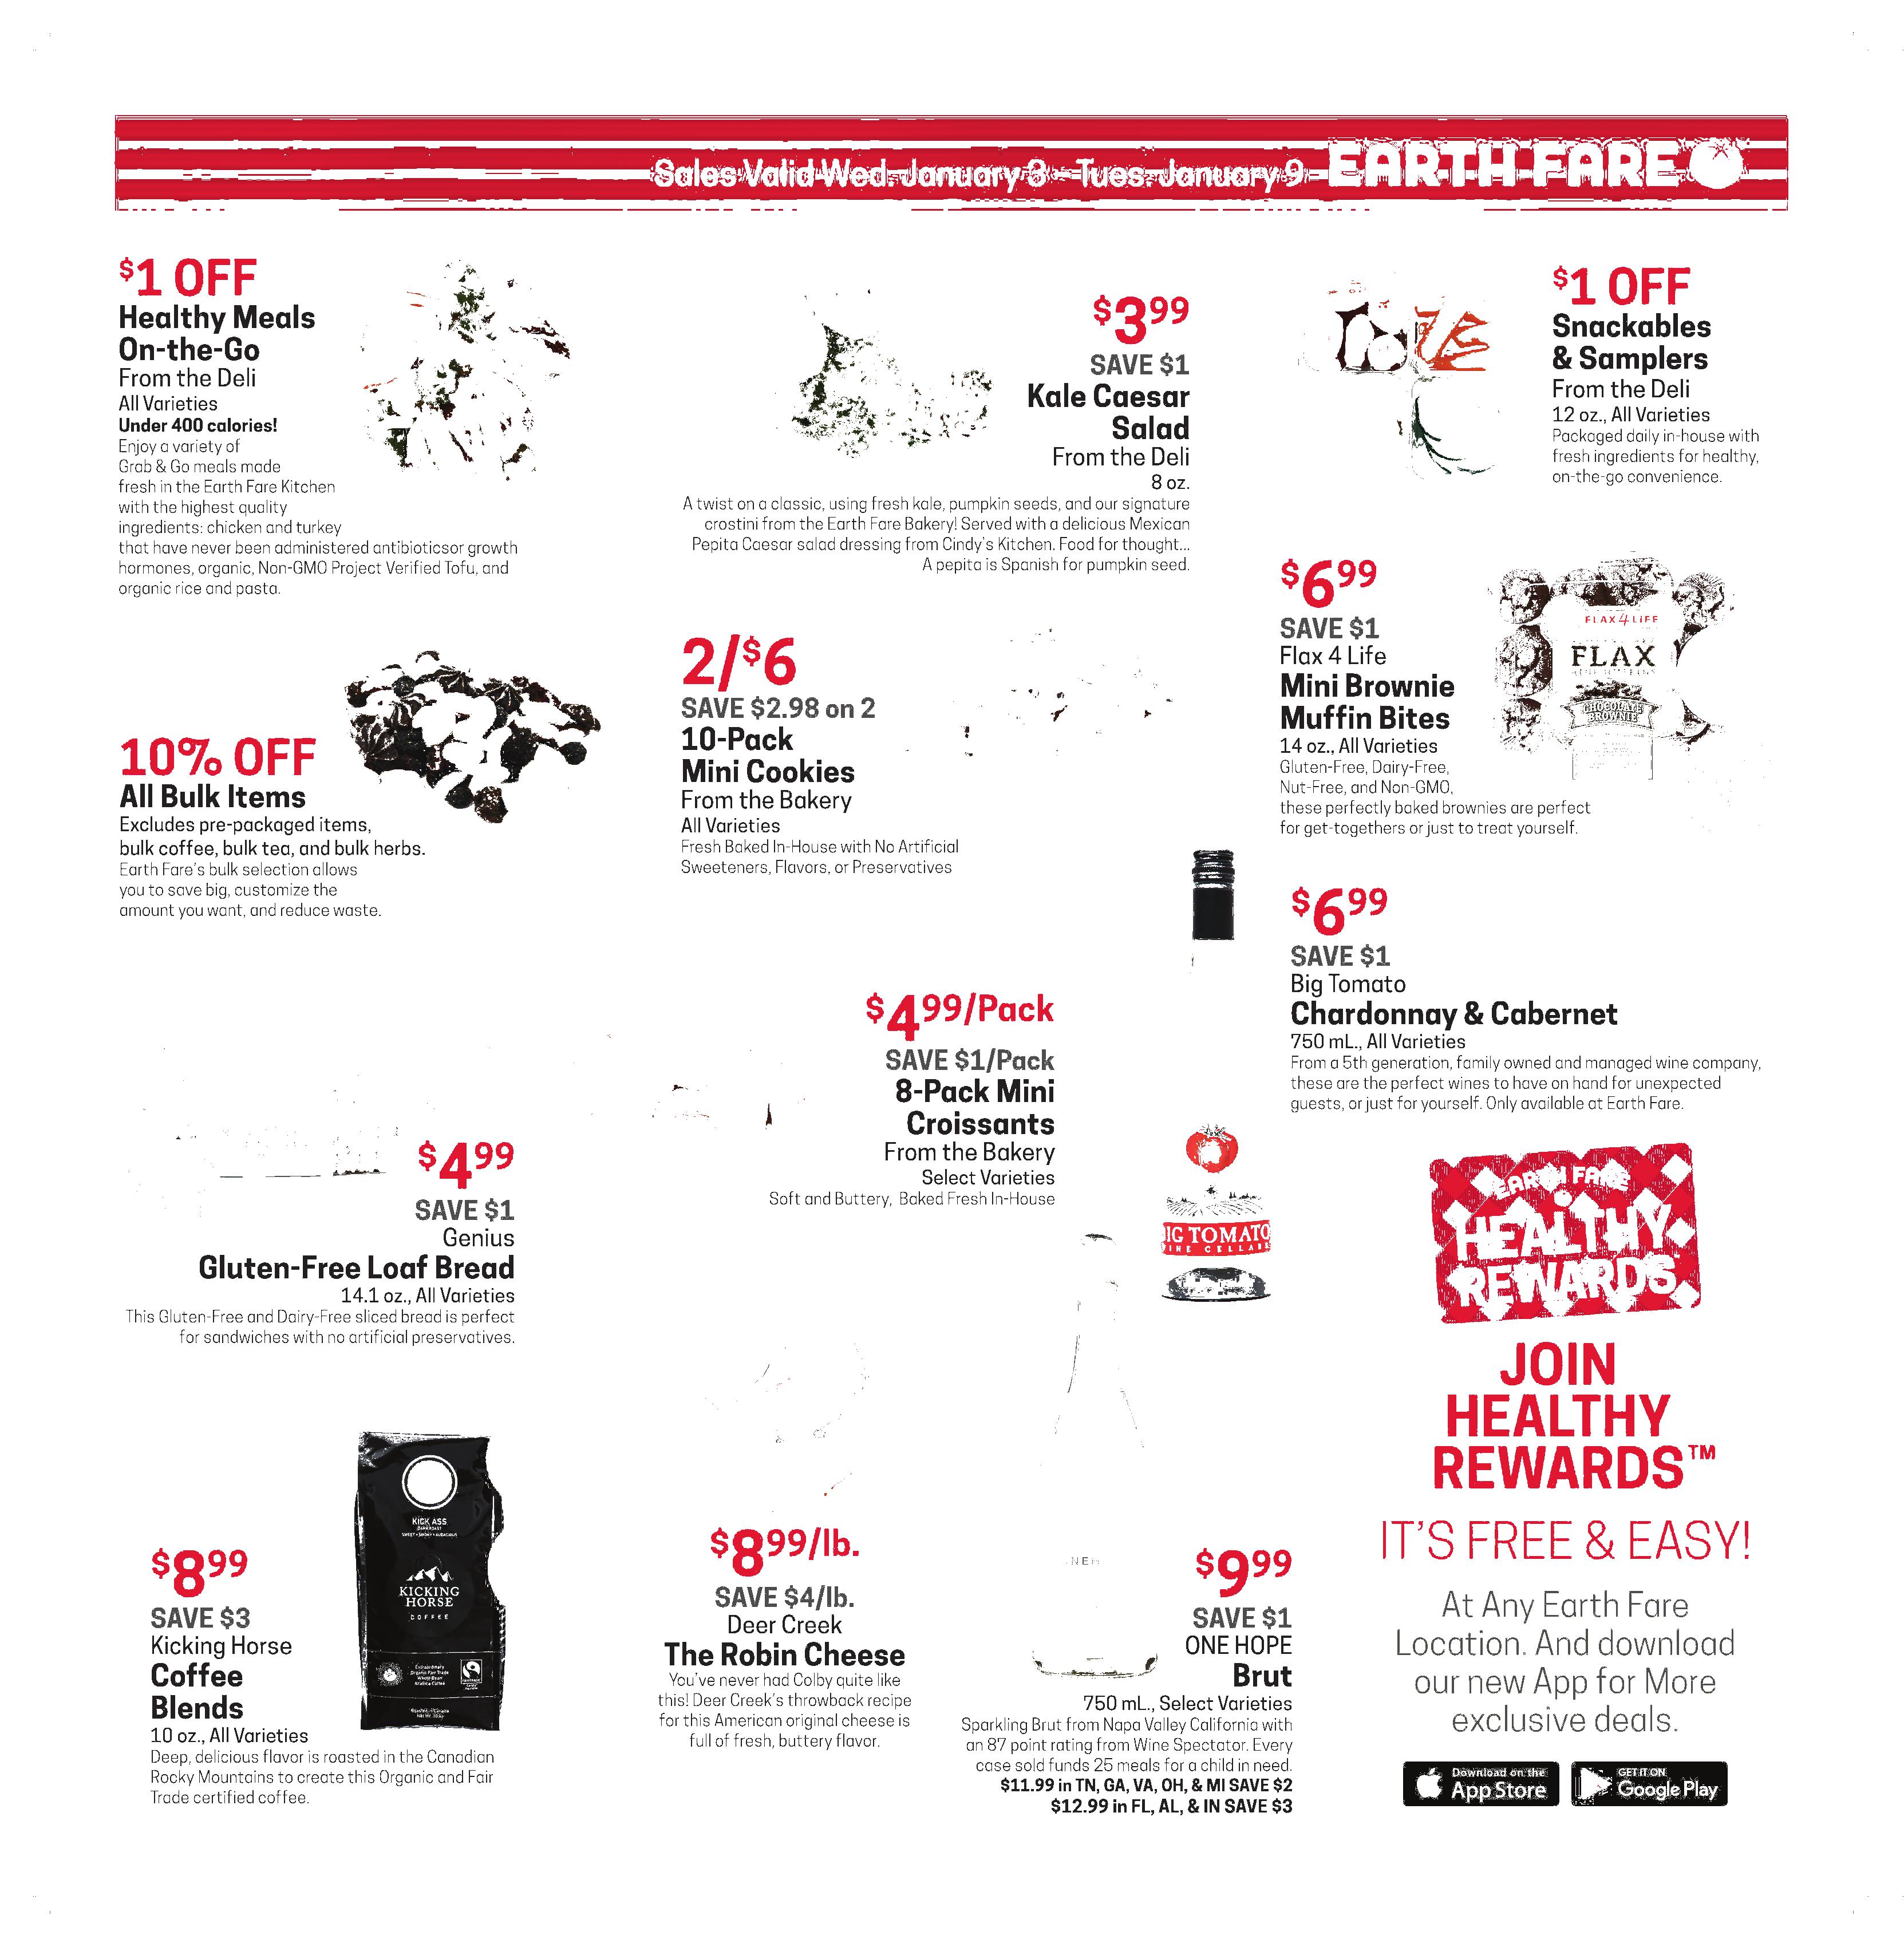 Sales Valid Wed. January 3 - Tues. January 9 EARTH FARE
$1 OFF
Healthy Meals
On-the-Go
From the Deli
All Varieties
Under 400 calories!
Enjoy a variety of
Grab & Go meals made
fresh in the Earth Fare Kitchen
with the highest quality
ingredients: chicken and turkey
that have never been administered antibioticsor growth
hormones, organic, Non-GMO Project Verified Tofu, and
organic rice and pasta.
$3.99
SAVE $1
Kale Caesar
Salad
From the Deli
8 oz.
A twist on a classic, using fresh kale, pumpkin seeds, and our signature
crostini from the Earth Fare Bakery! Served with a delicious Mexican
Pepita Caesar salad dressing from Cindy's Kitchen. Food for thought...
A pepita is Spanish for pumpkin seed.
$1 OFF
Snackables
& Samplers
From the Deli
12 oz., All Varieties
Packaged daily in-house with
fresh ingredients for healthy,
on-the-go convenience.
10% OFF
All Bulk Items
Excludes pre-packaged items,
bulk coffee, bulk tea, and bulk herbs.
Earth Fare's bulk selection allows
you to save big, customize the
amount you want, and reduce waste.
2/$6
SAVE $2.98 on 2
10-Pack
Mini Cookies
From the Bakery
All Varieties
Fresh Baked In-House with No Artificial
Sweeteners, Flavors, or Preservatives
$6.99
SAVE $1
Flax 4 Life
Mini Brownie
Muffin Bites
14 oz., All Varieties
Gluten-Free, Dairy-Free,
Nut-Free, and Non-GMO,
these perfectly baked brownies are perfect
for get-togethers or just to treat yourself.
FLAX4LIFE
FLAX
CHOCOLATE
BROWNIE
$6.99
SAVE $1
Big Tomato
Chardonnay & Cabernet
750 mL., All Varieties
From a 5th generation, family owned and managed wine company,
these are the perfect wines to have on hand for unexpected
guests, or just for yourself. Only available at Earth Fare.
IG TOMATO
INE CELLARS
$4.99
SAVE $1
Genius
Gluten-Free Loaf Bread
14.1 oz., All Varieties
This Gluten-Free and Dairy-Free sliced bread is perfect
for sandwiches with no artificial preservatives.
$4.99/Pack
SAVE $1/Pack
8-Pack Mini
Croissants
From the Bakery
Select Varieties
Soft and Buttery, Baked Fresh In-House
$8.99
SAVE $3
Kicking Horse
Coffee
Blends
10 oz., All Varieties
Deep, delicious flavor is roasted in the Canadian
Rocky Mountains to create this Organic and Fair
Trade certified coffee.
KICK ASS
KICKING
HORSE
COFFEE
$8.99/lb.
SAVE $4/lb.
Deer Creek
The Robin Cheese
You've never had Colby quite like
this! Deer Creek's throwback recipe
for this American original cheese is
full of fresh, buttery flavor.
$9.99
SAVE $1
ONE HOPE
Brut
750 mL., Select Varieties
Sparkling Brut from Napa Valley California with
an 87 point rating from Wine Spectator. Every
case sold funds 25 meals for a child in need.
$11.99 in TN, GA, VA, OH, & MI SAVE $2
$12.99 in FL, AL, & IN SAVE $3
EARTH FARE
HEALTHY
REWARDS
JOIN
HEALTHY
REWARDS™
IT'S FREE & EASY!
At Any Earth Fare
Location. And download
our new App for More
exclusive deals.
Download on the
App Store
GET IT ON
Google Play